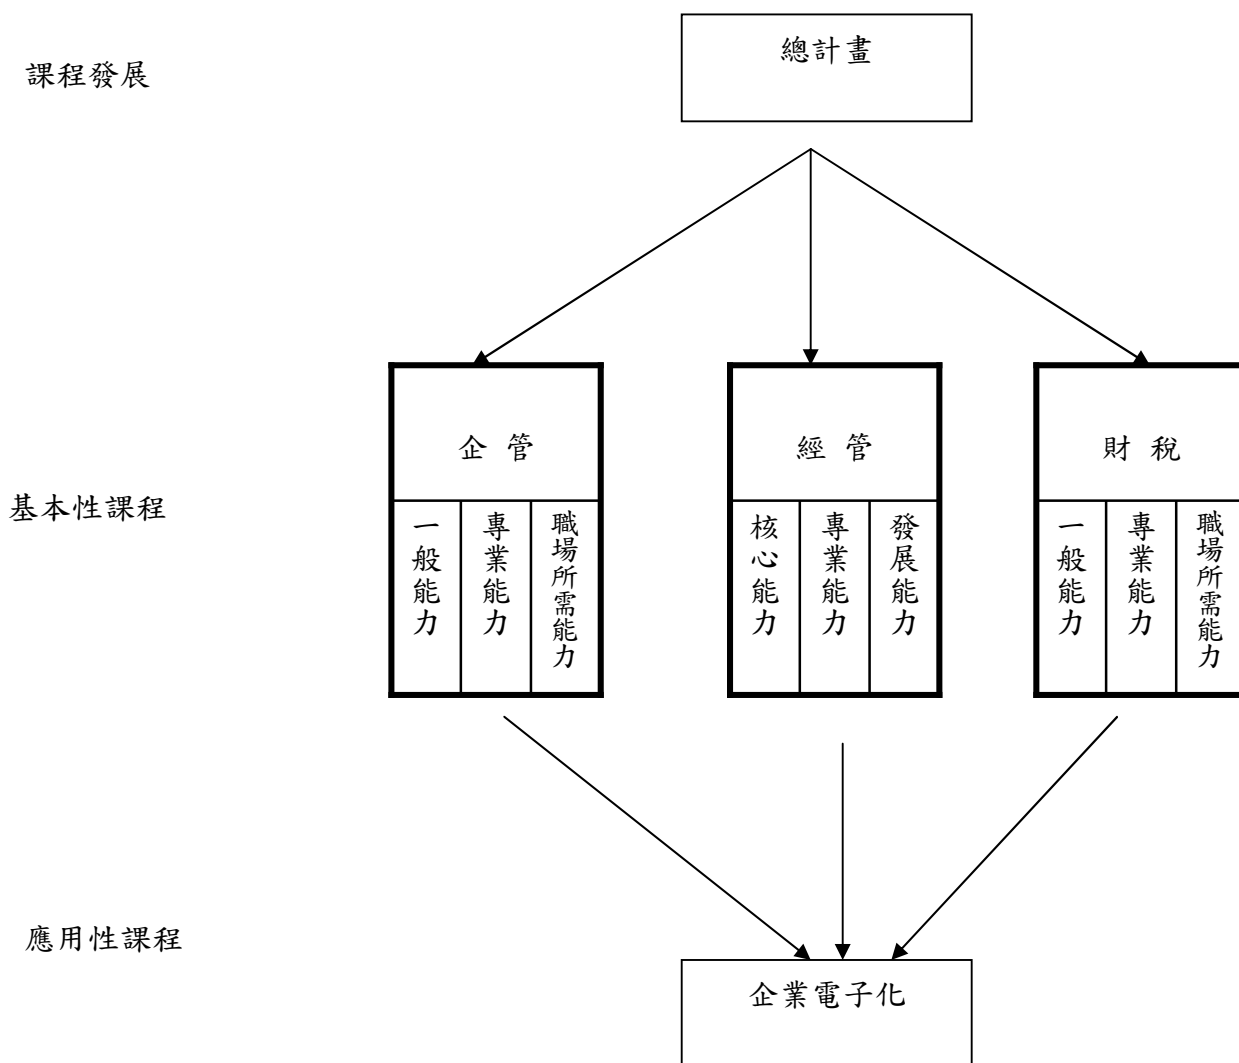 總計畫
課程發展
企 管
經 管
財 稅
基本性課程
一般能力
專業能力
職場所需能力
核心能力
專業能力
發展能力
一般能力
專業能力
職場所需能力
應用性課程
企業電子化